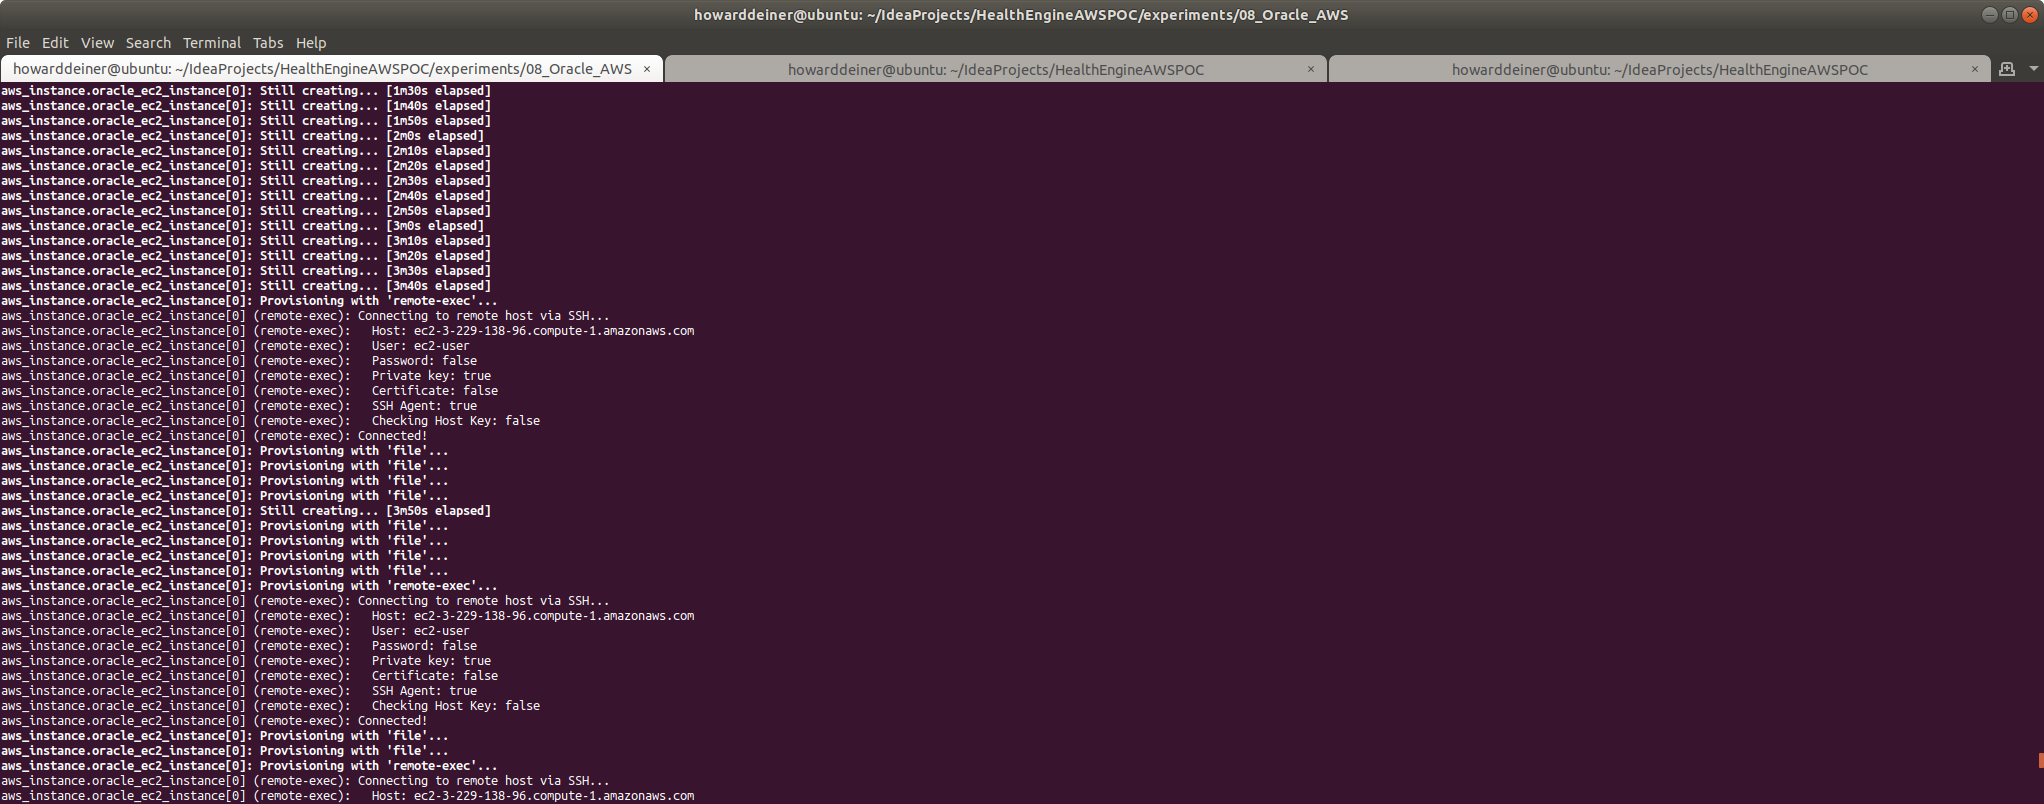 howarddeiner@ubuntu: ~/IdeaProjects/HealthEngineAWSPOC/experiments/08_Oracle_AWS
File Edit View Search Terminal Tabs Help
howarddeiner@ubuntu: ~/IdeaProjects/HealthEngineAWSPOC/experiments/08_Oracle_AWS × howarddeiner@ubuntu: ~/IdeaProjects/HealthEngineAWSPOC × howarddeiner@ubuntu: ~/IdeaProjects/HealthEngineAWSPOC ×
aws_instance.oracle_ec2_instance[0]: Still creating... [1m30s elapsed]
aws_instance.oracle_ec2_instance[0]: Still creating... [1m40s elapsed]
aws_instance.oracle_ec2_instance[0]: Still creating... [1m50s elapsed]
aws_instance.oracle_ec2_instance[0]: Still creating... [2m0s elapsed]
aws_instance.oracle_ec2_instance[0]: Still creating... [2m10s elapsed]
aws_instance.oracle_ec2_instance[0]: Still creating... [2m20s elapsed]
aws_instance.oracle_ec2_instance[0]: Still creating... [2m30s elapsed]
aws_instance.oracle_ec2_instance[0]: Still creating... [2m40s elapsed]
aws_instance.oracle_ec2_instance[0]: Still creating... [2m50s elapsed]
aws_instance.oracle_ec2_instance[0]: Still creating... [3m0s elapsed]
aws_instance.oracle_ec2_instance[0]: Still creating... [3m10s elapsed]
aws_instance.oracle_ec2_instance[0]: Still creating... [3m20s elapsed]
aws_instance.oracle_ec2_instance[0]: Still creating... [3m30s elapsed]
aws_instance.oracle_ec2_instance[0]: Still creating... [3m40s elapsed]
aws_instance.oracle_ec2_instance[0]: Provisioning with 'remote-exec'...
aws_instance.oracle_ec2_instance[0] (remote-exec): Connecting to remote host via SSH...
aws_instance.oracle_ec2_instance[0] (remote-exec):   Host: ec2-3-229-138-96.compute-1.amazonaws.com
aws_instance.oracle_ec2_instance[0] (remote-exec):   User: ec2-user
aws_instance.oracle_ec2_instance[0] (remote-exec):   Password: false
aws_instance.oracle_ec2_instance[0] (remote-exec):   Private key: true
aws_instance.oracle_ec2_instance[0] (remote-exec):   Certificate: false
aws_instance.oracle_ec2_instance[0] (remote-exec):   SSH Agent: true
aws_instance.oracle_ec2_instance[0] (remote-exec):   Checking Host Key: false
aws_instance.oracle_ec2_instance[0] (remote-exec): Connected!
aws_instance.oracle_ec2_instance[0]: Provisioning with 'file'...
aws_instance.oracle_ec2_instance[0]: Provisioning with 'file'...
aws_instance.oracle_ec2_instance[0]: Provisioning with 'file'...
aws_instance.oracle_ec2_instance[0]: Provisioning with 'file'...
aws_instance.oracle_ec2_instance[0]: Still creating... [3m50s elapsed]
aws_instance.oracle_ec2_instance[0]: Provisioning with 'file'...
aws_instance.oracle_ec2_instance[0]: Provisioning with 'file'...
aws_instance.oracle_ec2_instance[0]: Provisioning with 'file'...
aws_instance.oracle_ec2_instance[0]: Provisioning with 'file'...
aws_instance.oracle_ec2_instance[0]: Provisioning with 'remote-exec'...
aws_instance.oracle_ec2_instance[0] (remote-exec): Connecting to remote host via SSH...
aws_instance.oracle_ec2_instance[0] (remote-exec):   Host: ec2-3-229-138-96.compute-1.amazonaws.com
aws_instance.oracle_ec2_instance[0] (remote-exec):   User: ec2-user
aws_instance.oracle_ec2_instance[0] (remote-exec):   Password: false
aws_instance.oracle_ec2_instance[0] (remote-exec):   Private key: true
aws_instance.oracle_ec2_instance[0] (remote-exec):   Certificate: false
aws_instance.oracle_ec2_instance[0] (remote-exec):   SSH Agent: true
aws_instance.oracle_ec2_instance[0] (remote-exec):   Checking Host Key: false
aws_instance.oracle_ec2_instance[0] (remote-exec): Connected!
aws_instance.oracle_ec2_instance[0]: Provisioning with 'file'...
aws_instance.oracle_ec2_instance[0]: Provisioning with 'file'...
aws_instance.oracle_ec2_instance[0]: Provisioning with 'remote-exec'...
aws_instance.oracle_ec2_instance[0] (remote-exec): Connecting to remote host via SSH...
aws_instance.oracle_ec2_instance[0] (remote-exec):   Host: ec2-3-229-138-96.compute-1.amazonaws.com